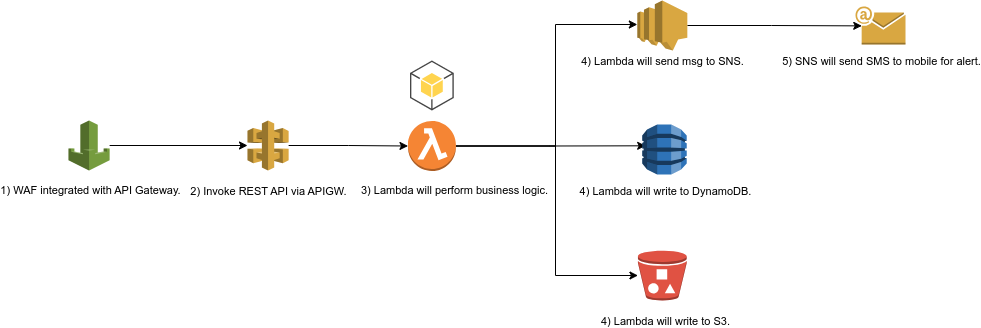 4) Lambda will send msg to SNS.
5) SNS will send SMS to mobile for alert.
1) WAF integrated with API Gateway.
2) Invoke REST API via APIGW.
3) Lambda will perform business logic.
4) Lambda will write to DynamoDB.
4) Lambda will write to S3.